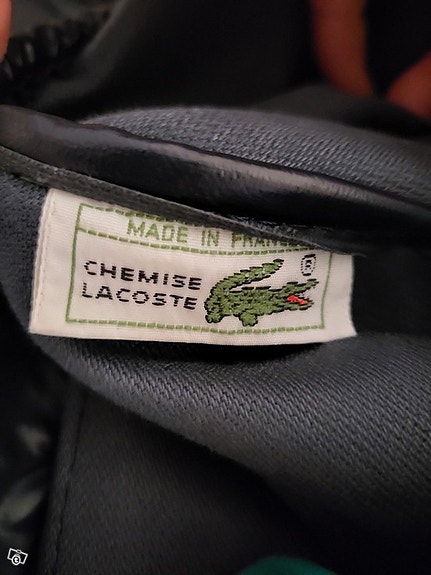 MADE IN FRANCE
CHEMISE
LACOSTE
®